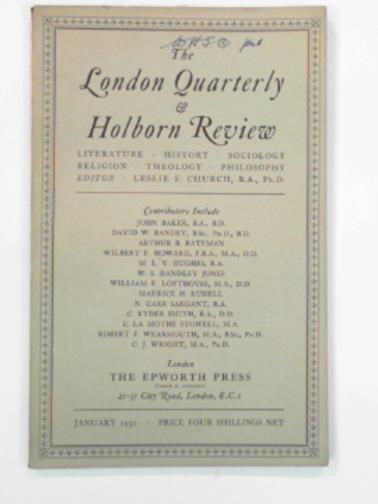 The
London Quarterly
&
Holborn Review
LITERATURE · HISTORY · SOCIOLOGY
RELIGION · THEOLOGY · PHILOSOPHY
EDITOR · LESLIE F. CHURCH, B.A., Ph.D.
Contributors Include
JOHN BAKER, B.A., B.D.
DAVID W. BANDEY, B.Sc., Ph.D., B.D.
ARTHUR B. BATEMAN
WILBERT F. HOWARD, F.B.A., M.A., D.D.
M. L. V. HUGHES, B.A.
W. S. HANDLEY JONES
WILLIAM F. LOFTHOUSE, M.A., D.D.
MAURICE H. RUHELL
N. CARR SARGANT, B.A.
C. RYDER SMITH, B.A., D.D.
E. LA MOTHE STOWELL, M.A.
ROBERT F. WEARMOUTH, M.A., B.Sc., Ph.D.
C. J. WRIGHT, M.A., Ph.D.
London
THE EPWORTH PRESS
25-35 City Road, London, E.C.1
JANUARY 1952 · PRICE FOUR SHILLINGS NET